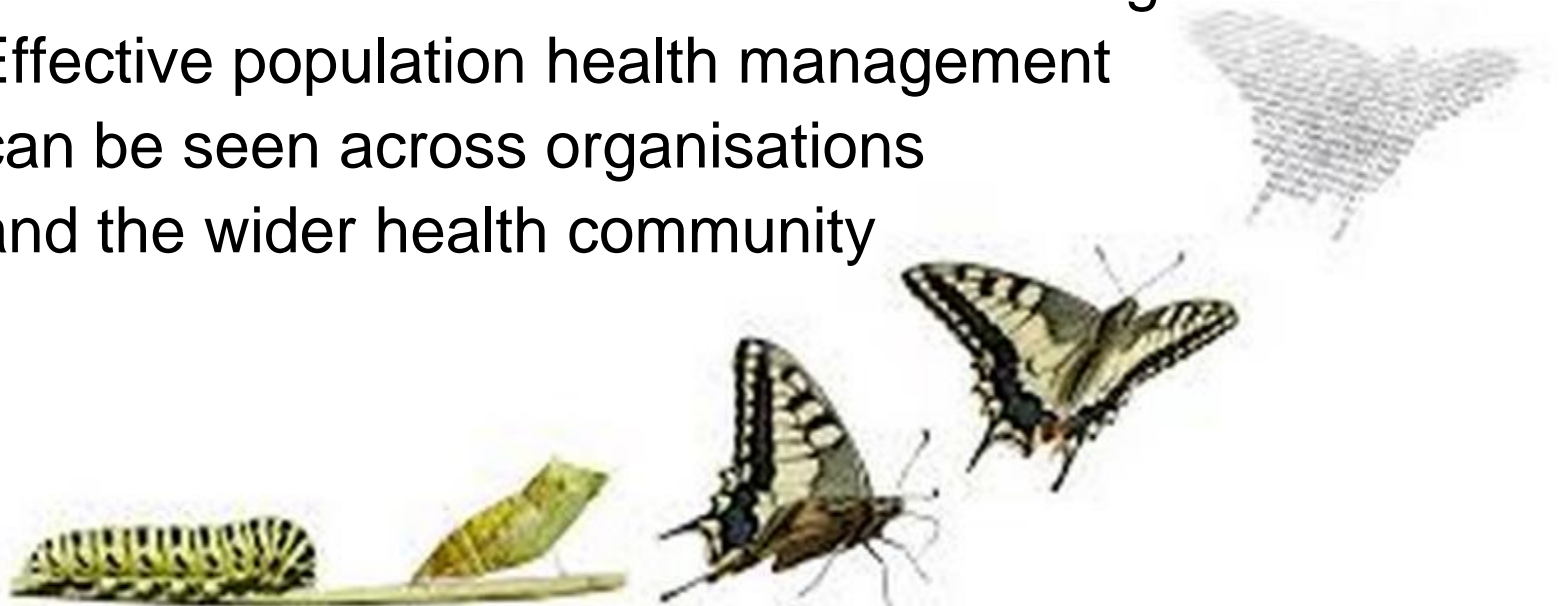 Effective population health management
can be seen across organisations
and the wider health community